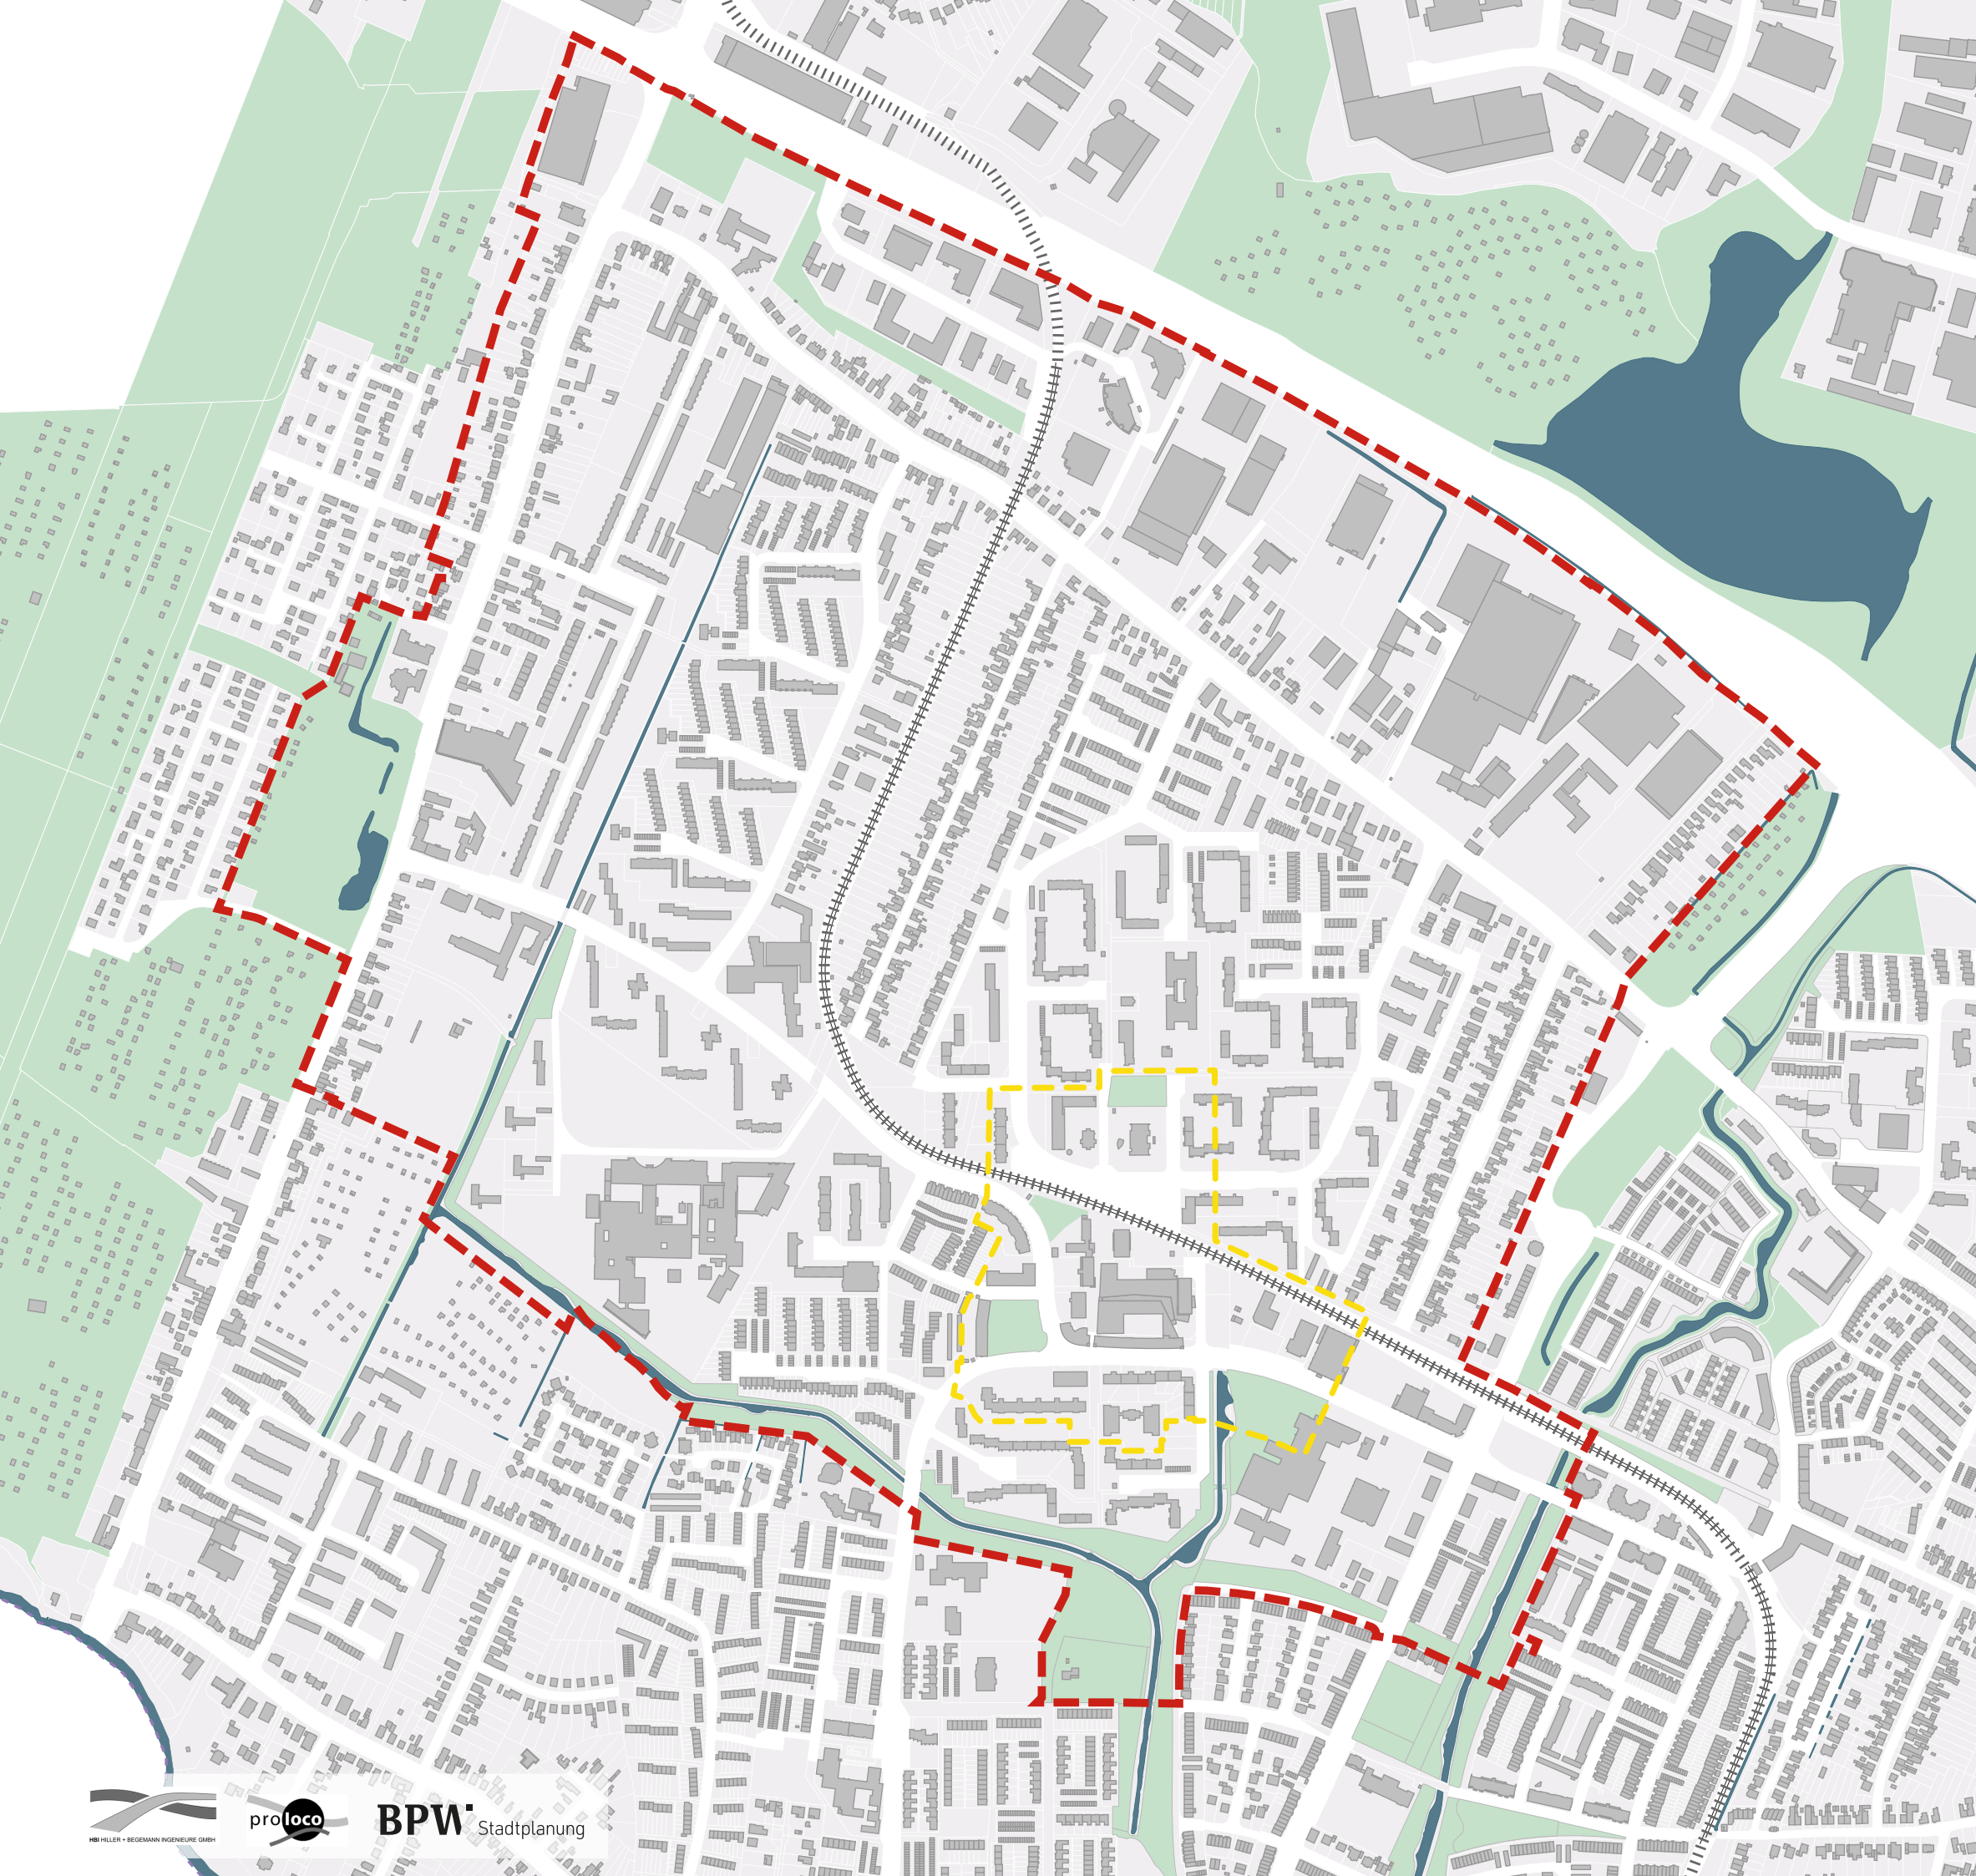 HBI HILLER + BEGEMANN INGENIEURE GMBH
proloco
BPW Stadtplanung